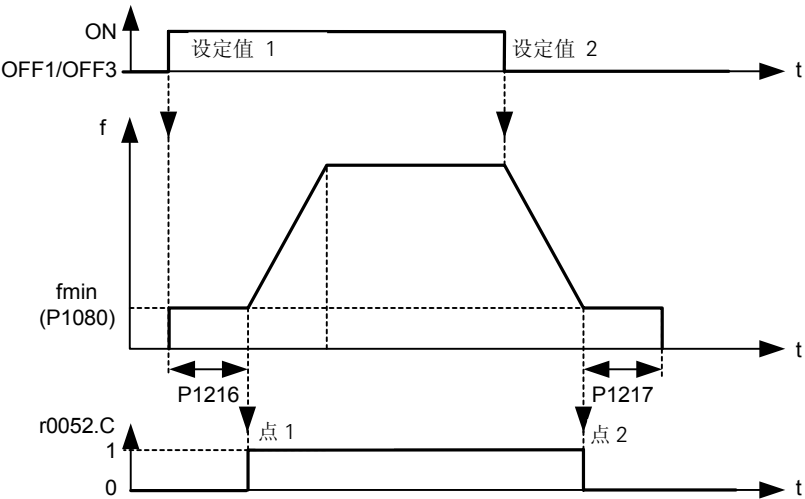 ON
设定值 1
设定值 2
OFF1/OFF3
t
f
fmin
(P1080)
t
P1216
P1217
r0052.C
点 1
点 2
1
0
t